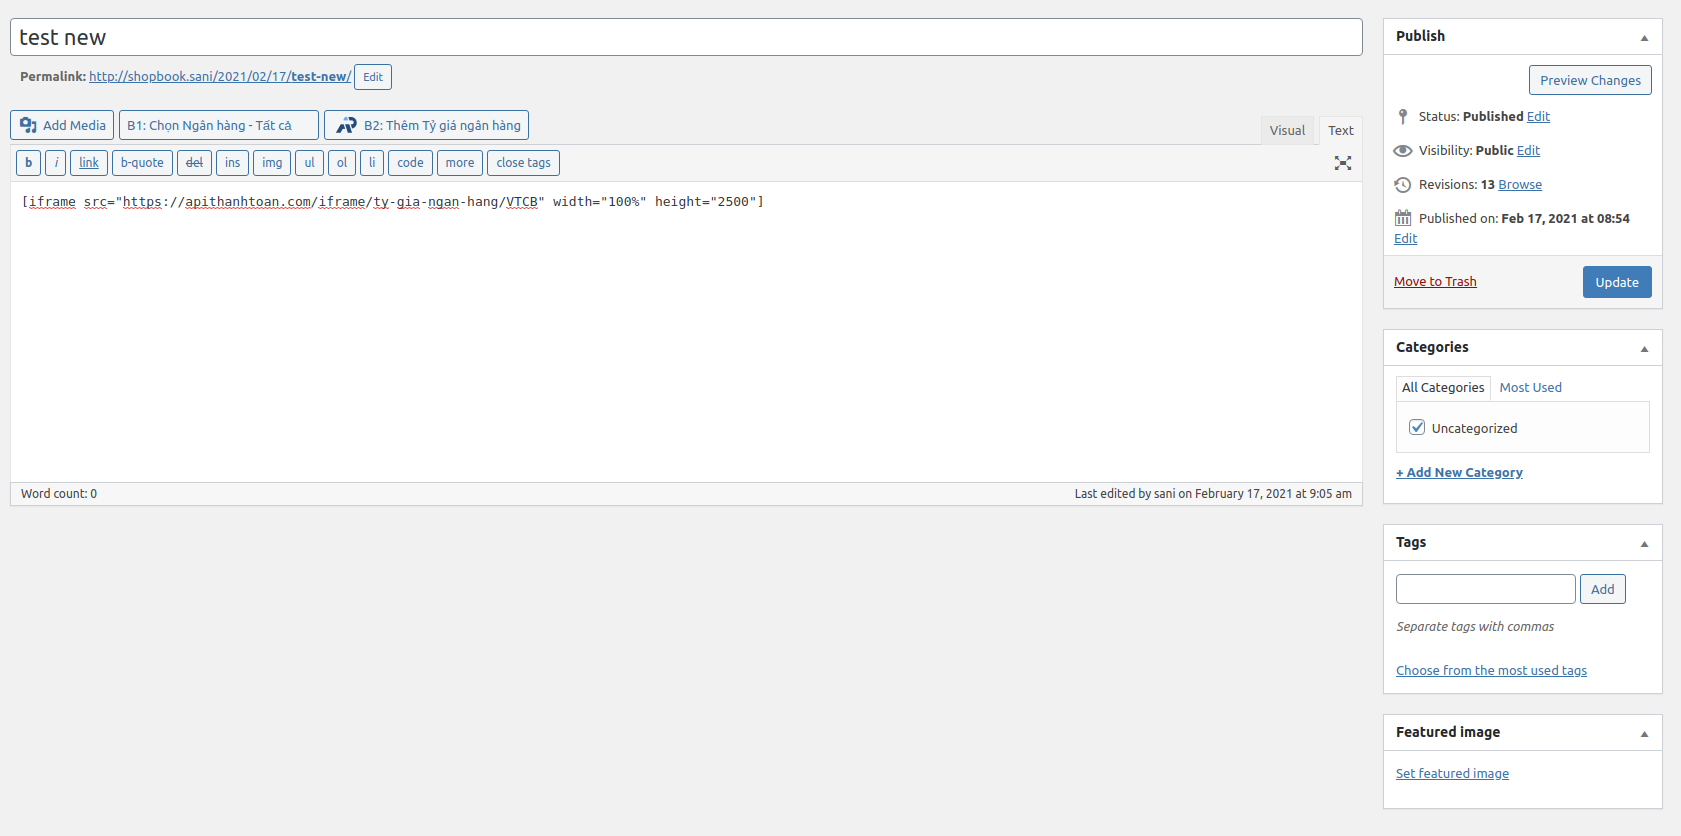 test new
Permalink: http://shopbook.sani/2021/02/17/test-new/ Edit
Add Media B1: Chọn Ngân hàng - Tất cả B2: Thêm Tỷ giá ngân hàng
Visual Text
b i link b-quote del ins img ul ol li code more close tags
[iframe src="https://apithanhtoan.com/iframe/ty-gia-ngan-hang/VTCB" width="100%" height="2500"]
Word count: 0 Last edited by sani on February 17, 2021 at 9:05 am
Publish
Preview Changes
Status: Published Edit
Visibility: Public Edit
Revisions: 13 Browse
Published on: Feb 17, 2021 at 08:54
Edit
Move to Trash Update
Categories
All Categories Most Used
Uncategorized
+ Add New Category
Tags
Add
Separate tags with commas
Choose from the most used tags
Featured image
Set featured image